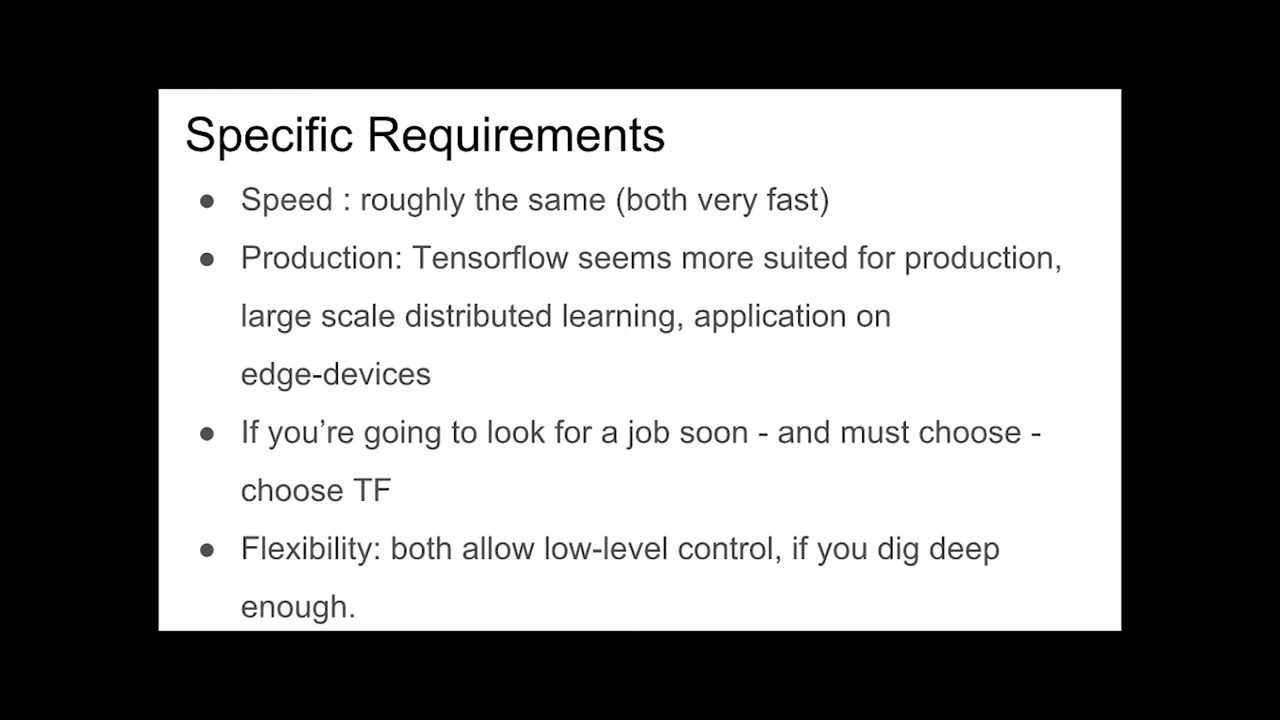 Specific Requirements
● Speed : roughly the same (both very fast)
● Production: Tensorflow seems more suited for production,
large scale distributed learning, application on
edge-devices
● If you’re going to look for a job soon - and must choose -
choose TF
● Flexibility: both allow low-level control, if you dig deep
enough.